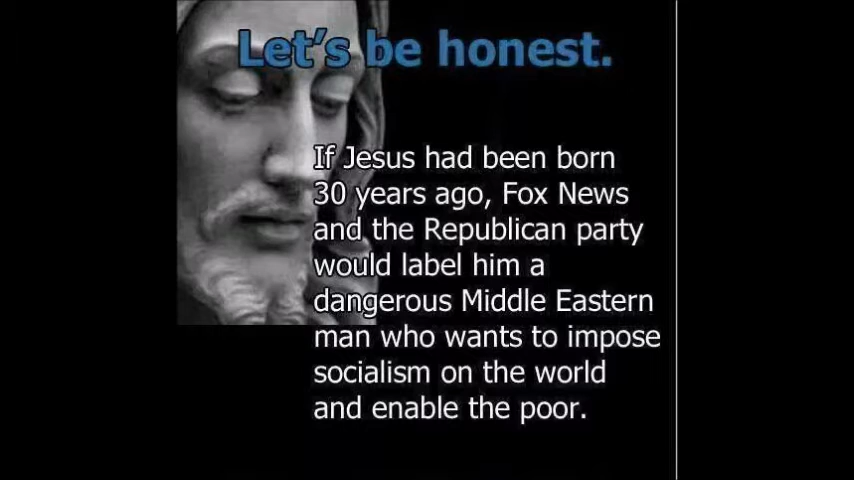 Let's be honest.
If Jesus had been born
30 years ago, Fox News
and the Republican party
would label him a
dangerous Middle Eastern
man who wants to impose
socialism on the world
and enable the poor.